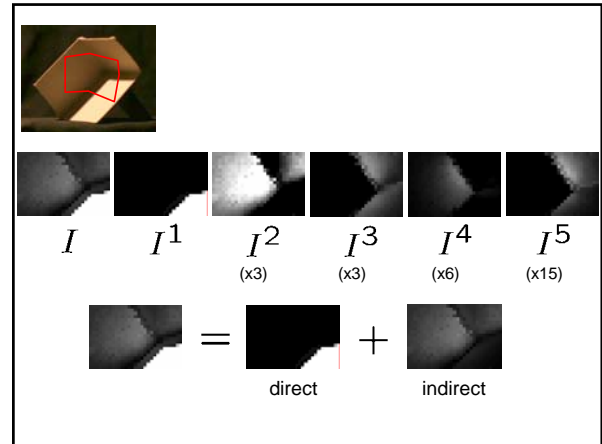 I I¹ I² I³ I⁴ I⁵
(x3) (x3) (x6) (x15)
= +
direct indirect